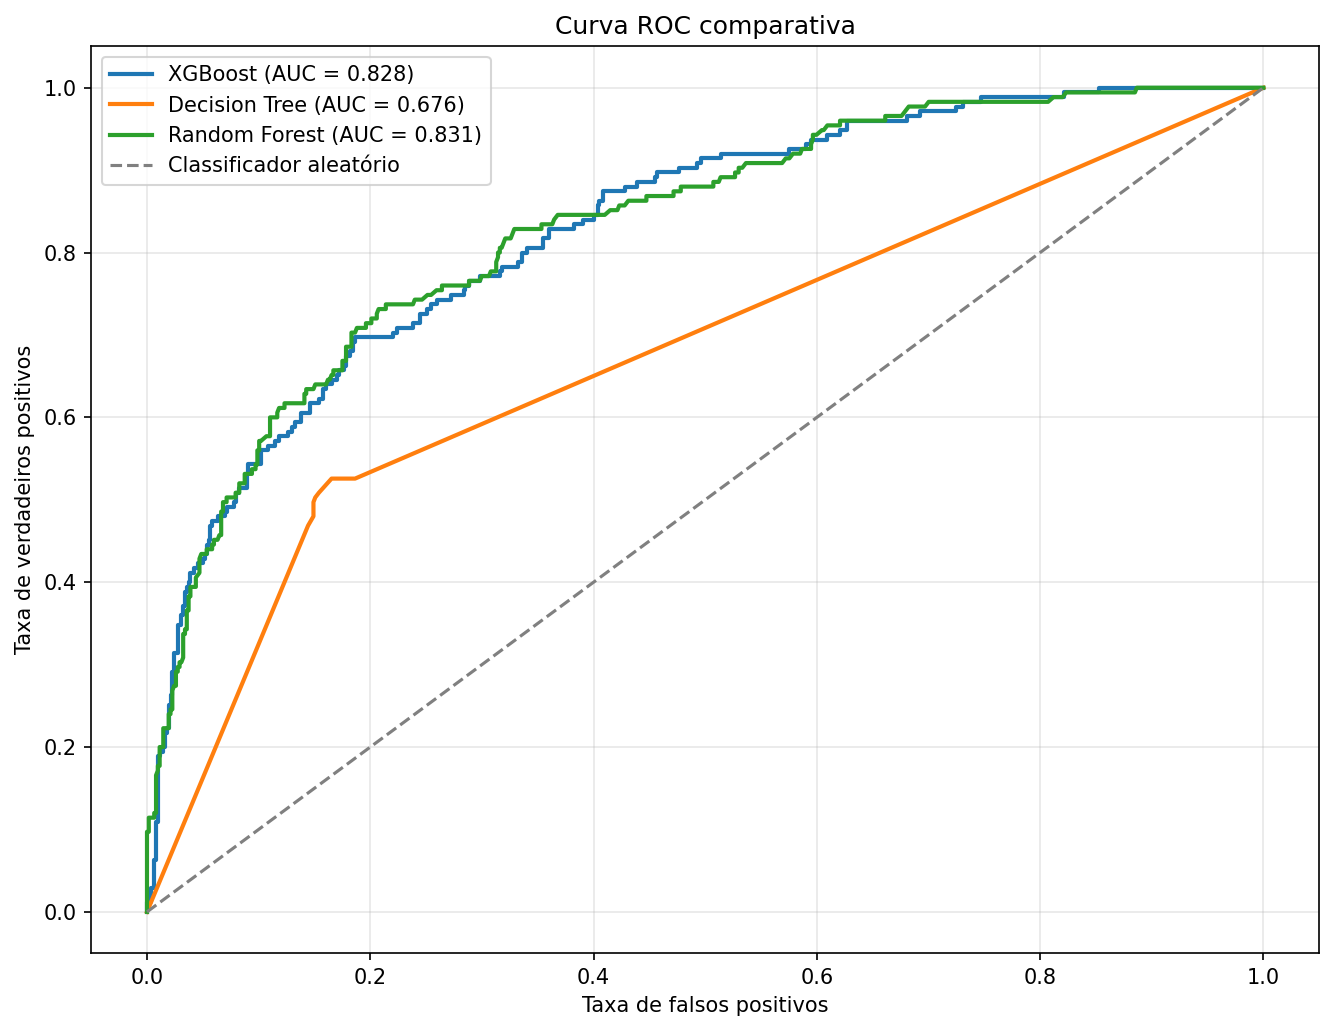 Curva ROC comparativa
XGBoost (AUC = 0.828)
Decision Tree (AUC = 0.676)
Random Forest (AUC = 0.831)
Classificador aleatório
Taxa de verdadeiros positivos
1.0
0.8
0.6
0.4
0.2
0.0
0.0 0.2 0.4 0.6 0.8 1.0
Taxa de falsos positivos